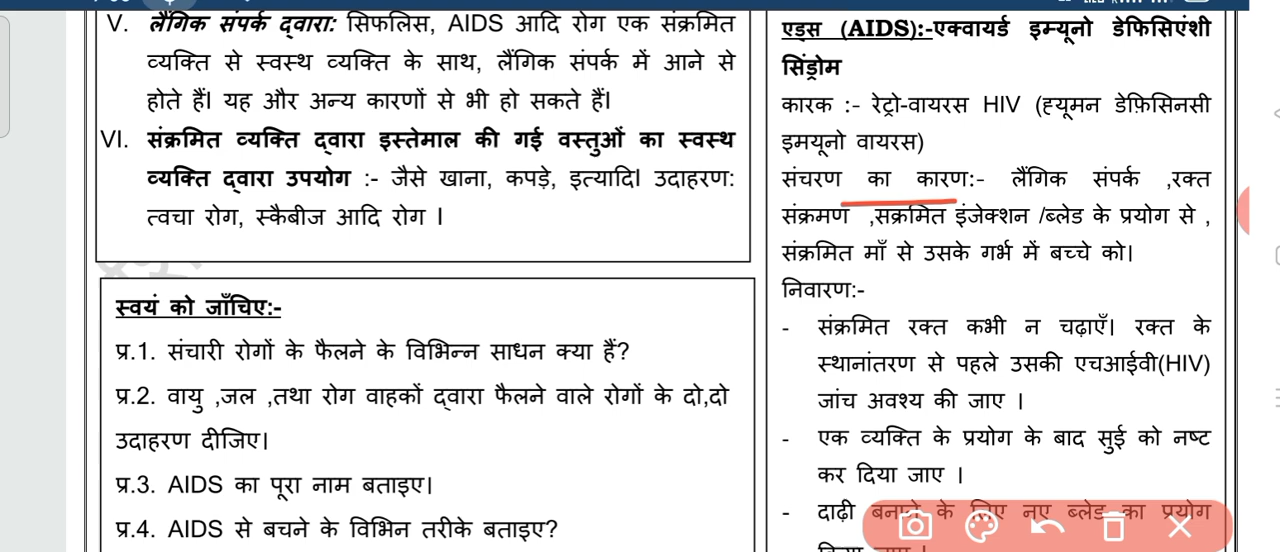 V. लैंगिक संपर्क द्वारा: सिफलिस, AIDS आदि रोग एक संक्रमित
व्यक्ति से स्वस्थ व्यक्ति के साथ, लैंगिक संपर्क में आने से
होते हैं। यह और अन्य कारणों से भी हो सकते हैं।
VI. संक्रमित व्यक्ति द्वारा इस्तेमाल की गई वस्तुओं का स्वस्थ
व्यक्ति द्वारा उपयोग :- जैसे खाना, कपड़े, इत्यादि। उदाहरण:
त्वचा रोग, स्कैबीज आदि रोग ।
स्वयं को जाँचिए:-
प्र.1. संचारी रोगों के फैलने के विभिन्न साधन क्या हैं?
प्र.2. वायु ,जल ,तथा रोग वाहकों द्वारा फैलने वाले रोगों के दो,दो
उदाहरण दीजिए।
प्र.3. AIDS का पूरा नाम बताइए।
प्र.4. AIDS से बचने के विभिन तरीके बताइए?
एड्स (AIDS):-एक्वायर्ड इम्यूनो डेफिसिएंशी
सिंड्रोम
कारक :- रेट्रो-वायरस HIV (ह्यूमन डेफ़िसिनसी
इमयूनो वायरस)
संचरण का कारण:- लैंगिक संपर्क ,रक्त
संक्रमण ,सक्रमित इंजेक्शन /ब्लेड के प्रयोग से ,
संक्रमित माँ से उसके गर्भ में बच्चे को।
निवारण:-
- संक्रमित रक्त कभी न चढ़ाएँ। रक्त के
स्थानांतरण से पहले उसकी एचआईवी(HIV)
जांच अवश्य की जाए ।
- एक व्यक्ति के प्रयोग के बाद सुई को नष्ट
कर दिया जाए ।
- दाढ़ी बनाने के लिए नए ब्लेड का प्रयोग